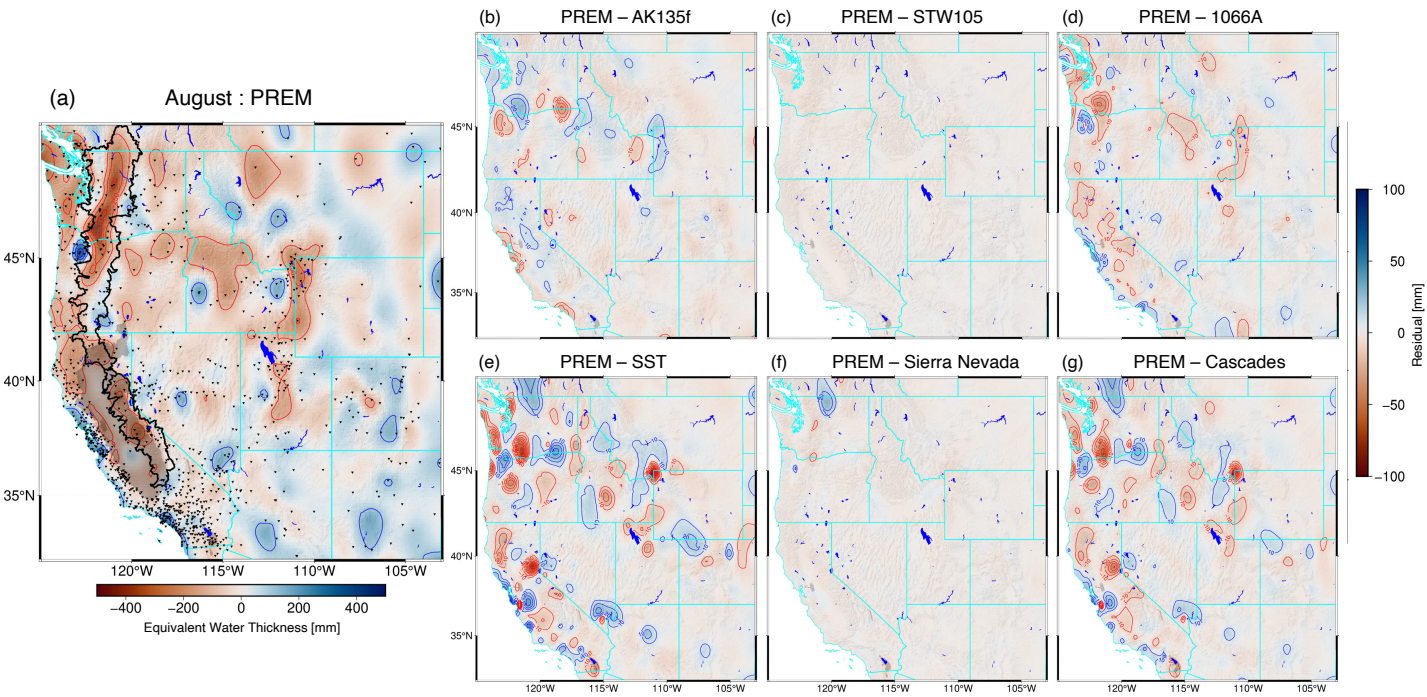 (a) August : PREM
45°N
40°N
35°N
120°W 115°W 110°W 105°W
−400 −200 0 200 400
Equivalent Water Thickness [mm]
(b) PREM – AK135f
(c) PREM – STW105
(d) PREM – 1066A
45°N
40°N
35°N
(e) PREM – SST
(f) PREM – Sierra Nevada
(g) PREM – Cascades
45°N
40°N
35°N
120°W 115°W 110°W 105°W
120°W 115°W 110°W 105°W
120°W 115°W 110°W 105°W
100
50
0
−50
−100
Residual [mm]